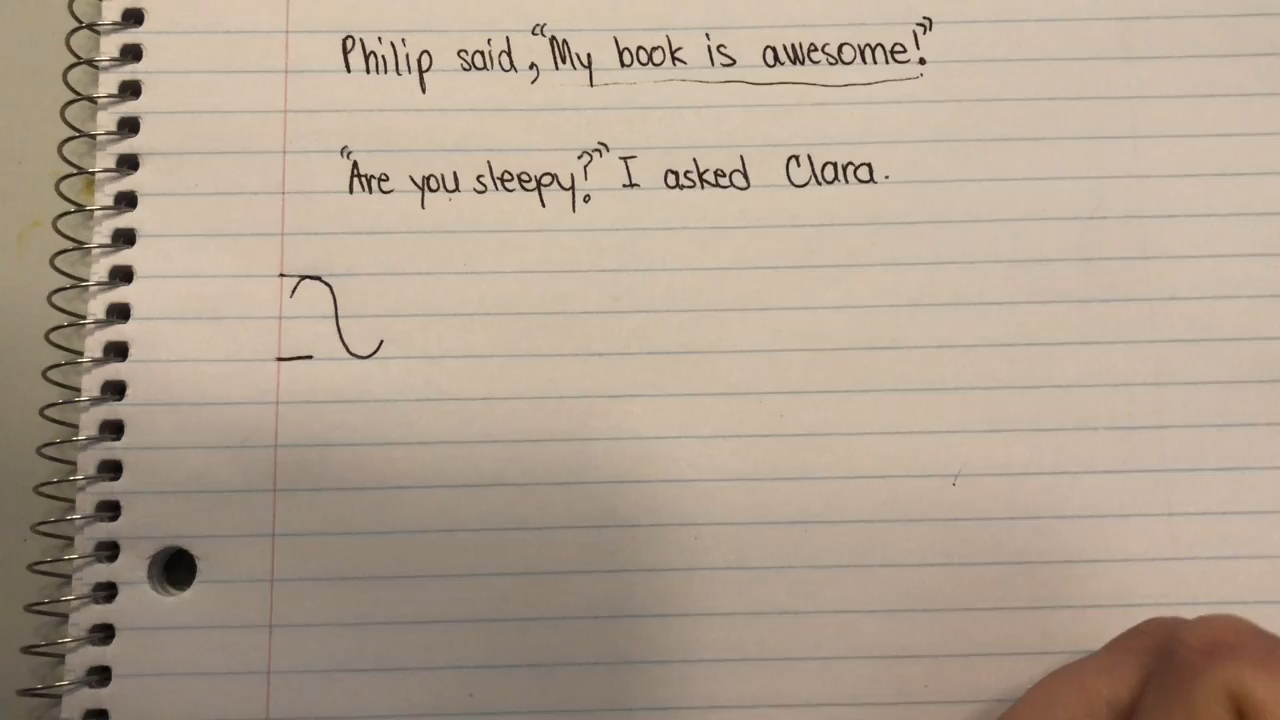 Philip said, “My book is awesome!”
“Are you sleepy?” I asked Clara.